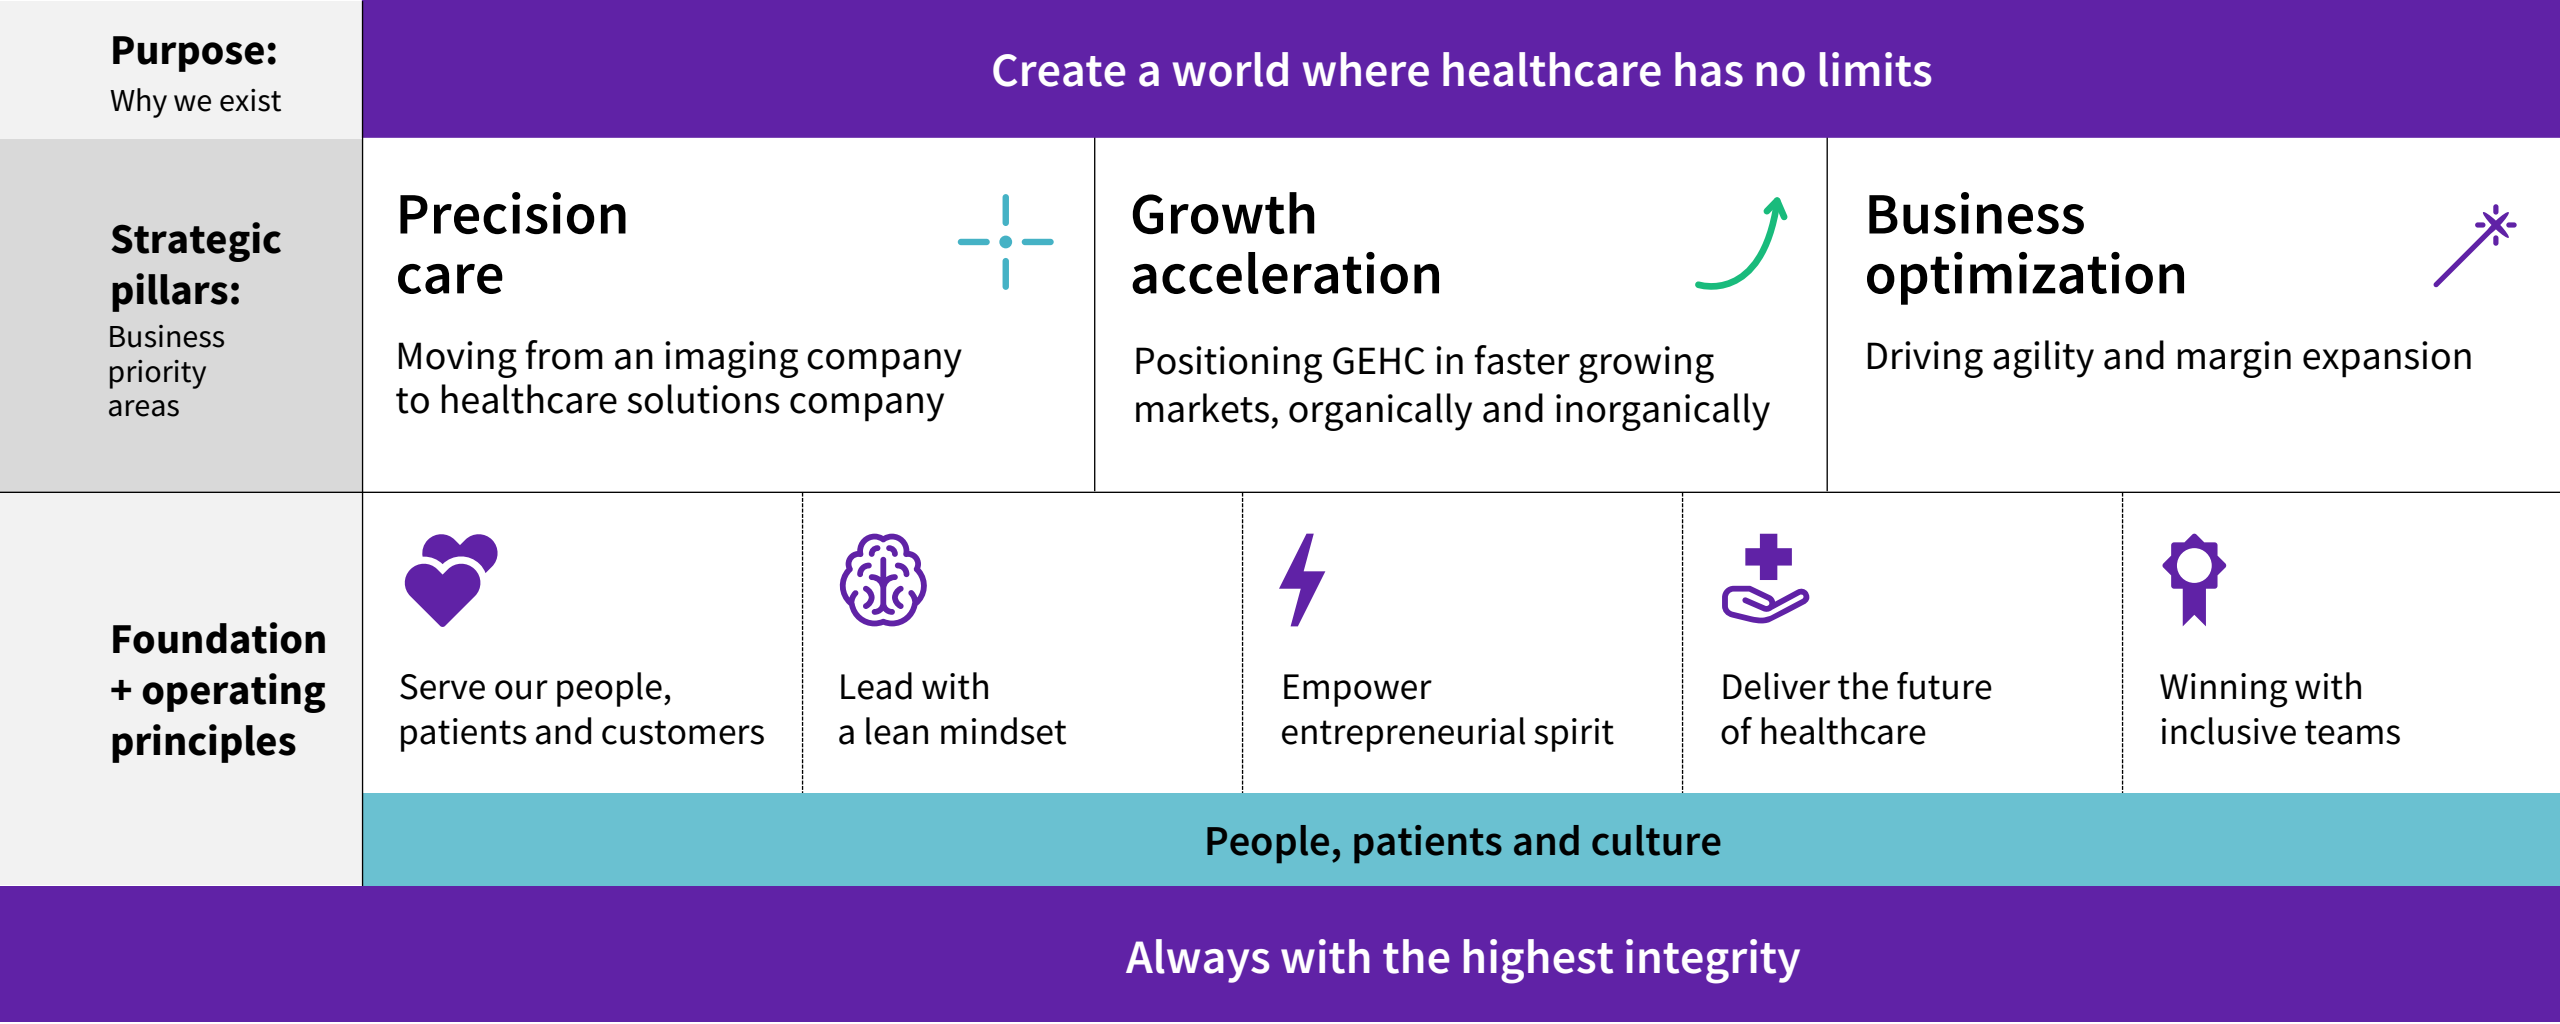 Purpose:
Why we exist
Create a world where healthcare has no limits
Strategic
pillars:
Business
priority
areas
Precision
care
Moving from an imaging company
to healthcare solutions company
Growth
acceleration
Positioning GEHC in faster growing
markets, organically and inorganically
Business
optimization
Driving agility and margin expansion
Foundation
+ operating
principles
Serve our people,
patients and customers
Lead with
a lean mindset
Empower
entrepreneurial spirit
Deliver the future
of healthcare
Winning with
inclusive teams
People, patients and culture
Always with the highest integrity